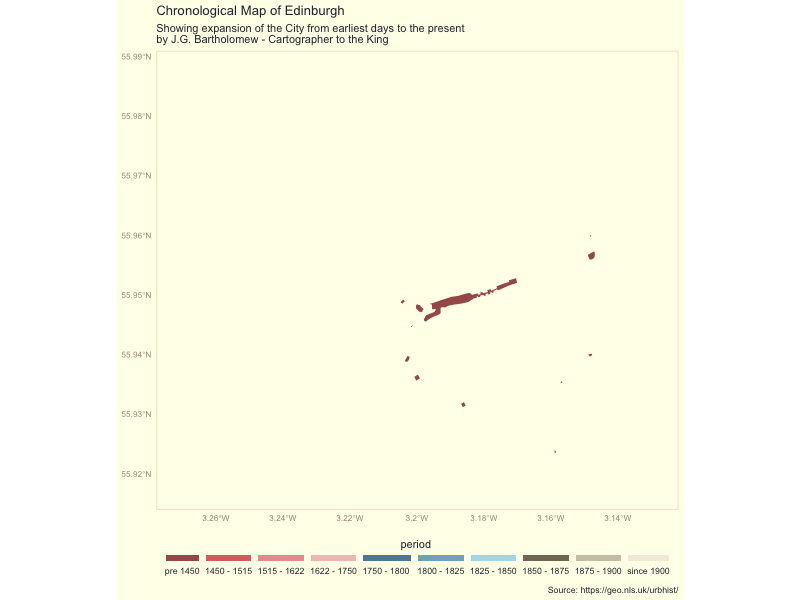 Chronological Map of Edinburgh
Showing expansion of the City from earliest days to the present
by J.G. Bartholomew - Cartographer to the King
55.99°N
55.98°N
55.97°N
55.96°N
55.95°N
55.94°N
55.93°N
55.92°N
3.26°W 3.24°W 3.22°W 3.2°W 3.18°W 3.16°W 3.14°W
period
pre 1450 1450 - 1515 1515 - 1622 1622 - 1750 1750 - 1800 1800 - 1825 1825 - 1850 1850 - 1875 1875 - 1900 since 1900
Source: https://geo.nls.uk/urbhist/